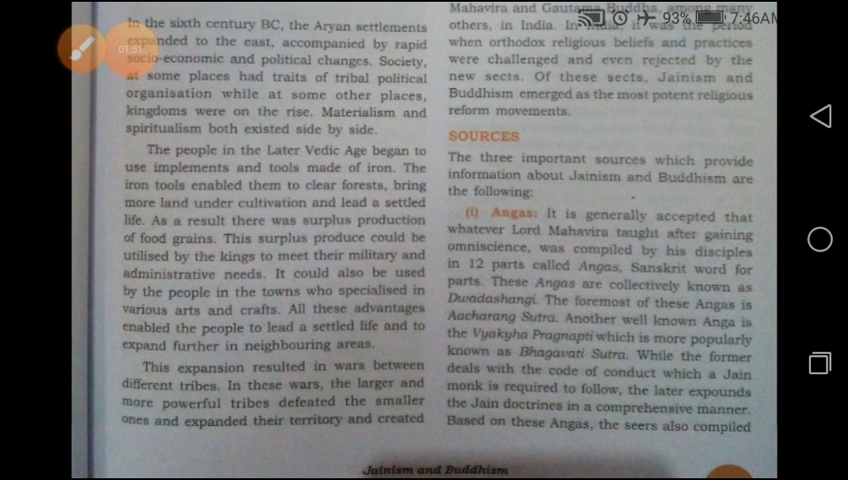 01:51
93%
7:46AM
In the sixth century BC, the Aryan settlements
expanded to the east, accompanied by rapid
socio-economic and political changes. Society,
at some places had traits of tribal political
organisation while at some other places,
kingdoms were on the rise. Materialism and
spiritualism both existed side by side.
The people in the Later Vedic Age began to
use implements and tools made of iron. The
iron tools enabled them to clear forests, bring
more land under cultivation and lead a settled
life. As a result there was surplus production
of food grains. This surplus produce could be
utilised by the kings to meet their military and
administrative needs. It could also be used
by the people in the towns who specialised in
various arts and crafts. All these advantages
enabled the people to lead a settled life and to
expand further in neighbouring areas.
This expansion resulted in wars between
different tribes. In these wars, the larger and
more powerful tribes defeated the smaller
ones and expanded their territory and created
Mahavira and Gautama Buddha, among many
others, in India. In India, it was the period
when orthodox religious beliefs and practices
were challenged and even rejected by the
new sects. Of these sects, Jainism and
Buddhism emerged as the most potent religious
reform movements.
SOURCES
The three important sources which provide
information about Jainism and Buddhism are
the following:
(i) Angas: It is generally accepted that
whatever Lord Mahavira taught after gaining
omniscience, was compiled by his disciples
in 12 parts called Angas, Sanskrit word for
parts. These Angas are collectively known as
Dwadashangi. The foremost of these Angas is
Aacharang Sutra. Another well known Anga is
the Vyakyha Pragnapti which is more popularly
known as Bhagavati Sutra. While the former
deals with the code of conduct which a Jain
monk is required to follow, the later expounds
the Jain doctrines in a comprehensive manner.
Based on these Angas, the seers also compiled
Jainism and Buddhism